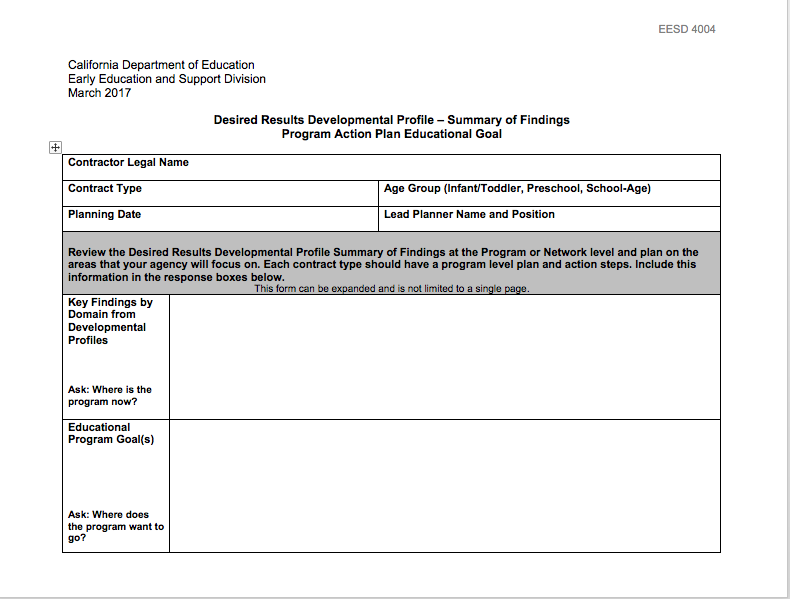 EESD 4004
California Department of Education
Early Education and Support Division
March 2017
Desired Results Developmental Profile – Summary of Findings
Program Action Plan Educational Goal
Contractor Legal Name
Contract Type
Age Group (Infant/Toddler, Preschool, School-Age)
Planning Date
Lead Planner Name and Position
Review the Desired Results Developmental Profile Summary of Findings at the Program or Network level and plan on the
areas that your agency will focus on. Each contract type should have a program level plan and action steps. Include this
information in the response boxes below.
This form can be expanded and is not limited to a single page.
Key Findings by
Domain from
Developmental
Profiles
Ask: Where is the
program now?
Educational
Program Goal(s)
Ask: Where does
the program want to
go?